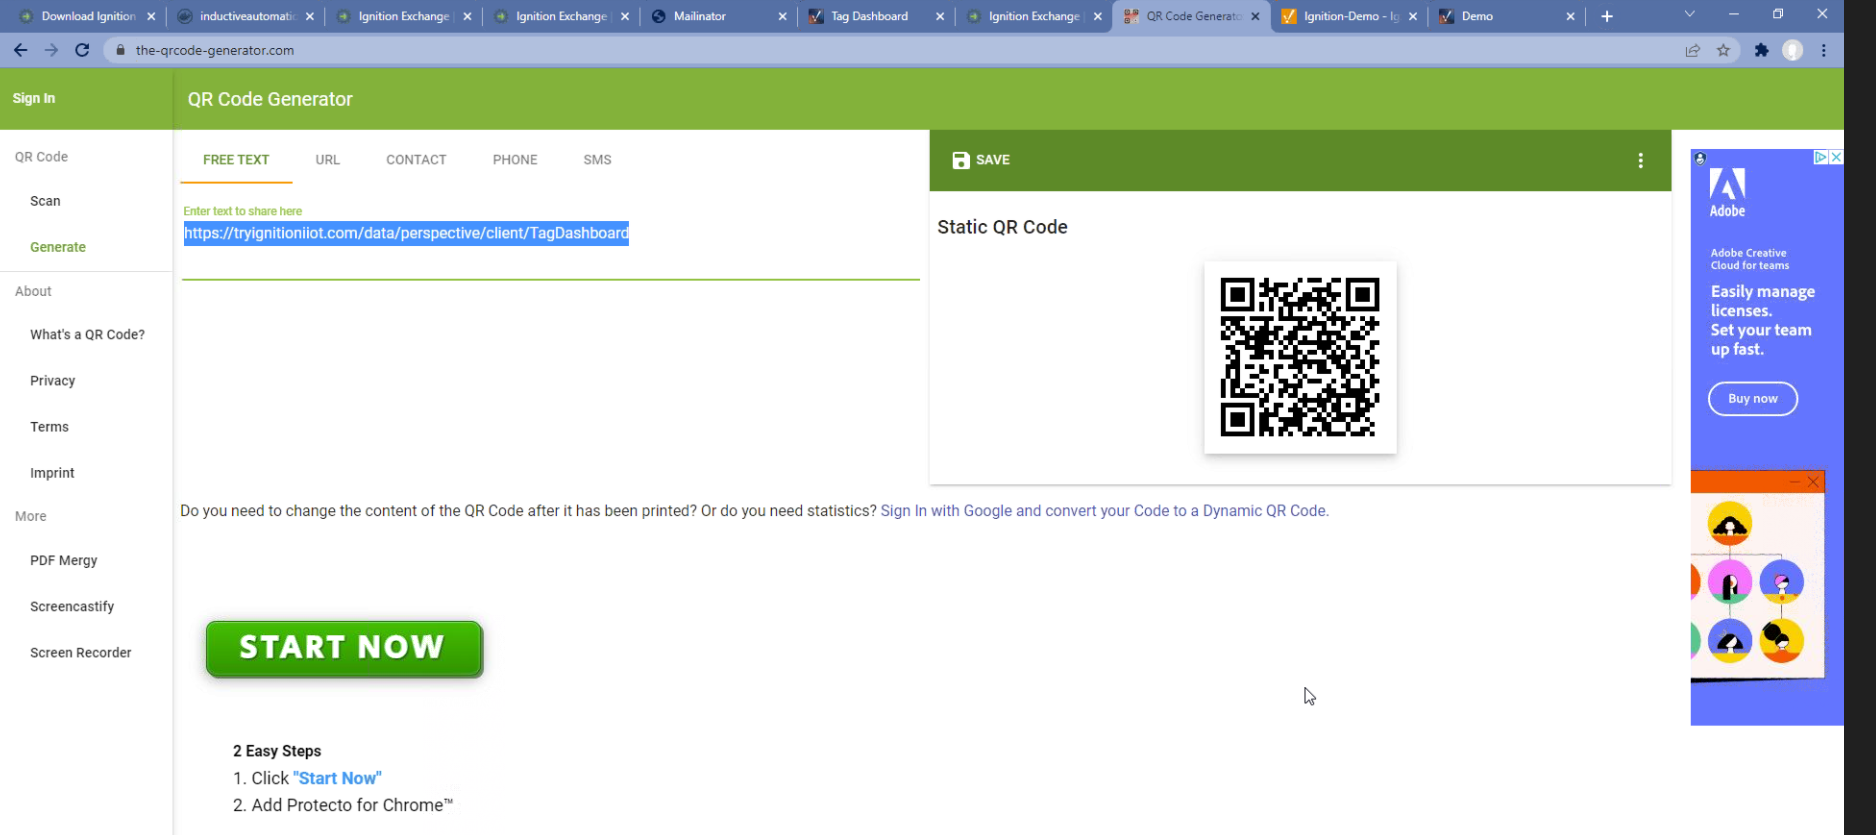 Download Ignition
inductiveautomatic
Ignition Exchange |
Ignition Exchange
Mailinator
Tag Dashboard
Ignition Exchange |
QR Code Generato
Ignition-Demo - Ig
Demo
the-qrcode-generator.com
Sign In
QR Code Generator
QR Code
Scan
Generate
About
What's a QR Code?
Privacy
Terms
Imprint
More
PDF Mergy
Screencastify
Screen Recorder
FREE TEXT
URL
CONTACT
PHONE
SMS
Enter text to share here
https://tryignitioniiot.com/data/perspective/client/TagDashboard
SAVE
Static QR Code
Do you need to change the content of the QR Code after it has been printed? Or do you need statistics? Sign In with Google and convert your Code to a Dynamic QR Code.
START NOW
2 Easy Steps
1. Click "Start Now"
2. Add Protecto for Chrome™
Adobe
Adobe Creative
Cloud for teams
Easily manage
licenses.
Set your team
up fast.
Buy now